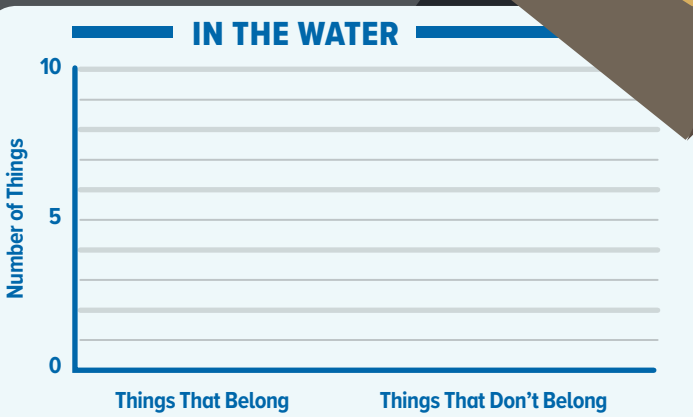 IN THE WATER
10
5
0
Number of Things
Things That Belong
Things That Don't Belong